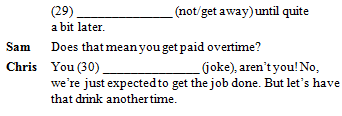 (29) ________________ (not/get away) until quite
a bit later.
Sam Does that mean you get paid overtime?
Chris You (30) ________________ (joke), aren't you! No,
we're just expected to get the job done. But let's have
that drink another time.